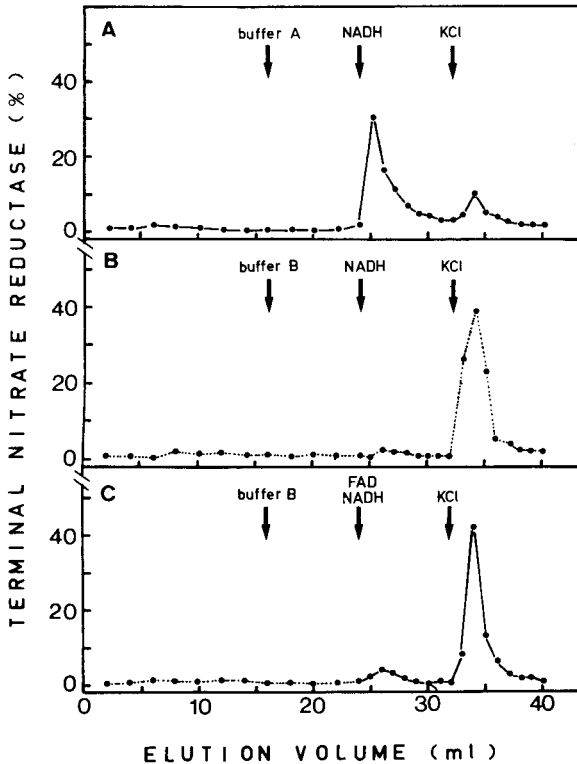 TERMINAL NITRATE REDUCTASE (%)
A
buffer A NADH KCl
40
20
0
B
buffer B NADH KCl
40
20
0
C
buffer B FAD NADH KCl
40
20
0
0 10 20 30 40
ELUTION VOLUME (ml)